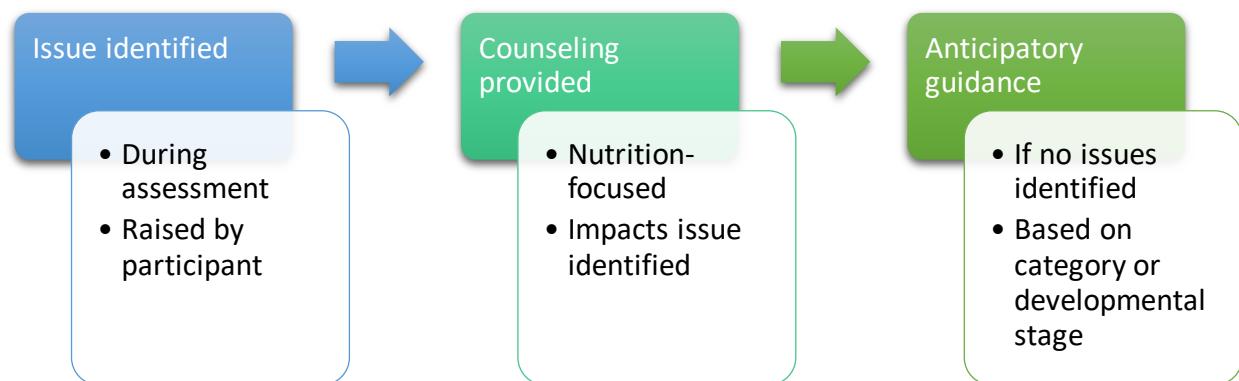 Issue identified
• During
assessment
• Raised by
participant
Counseling
provided
• Nutrition-
focused
• Impacts issue
identified
Anticipatory
guidance
• If no issues
identified
• Based on
category or
developmental
stage